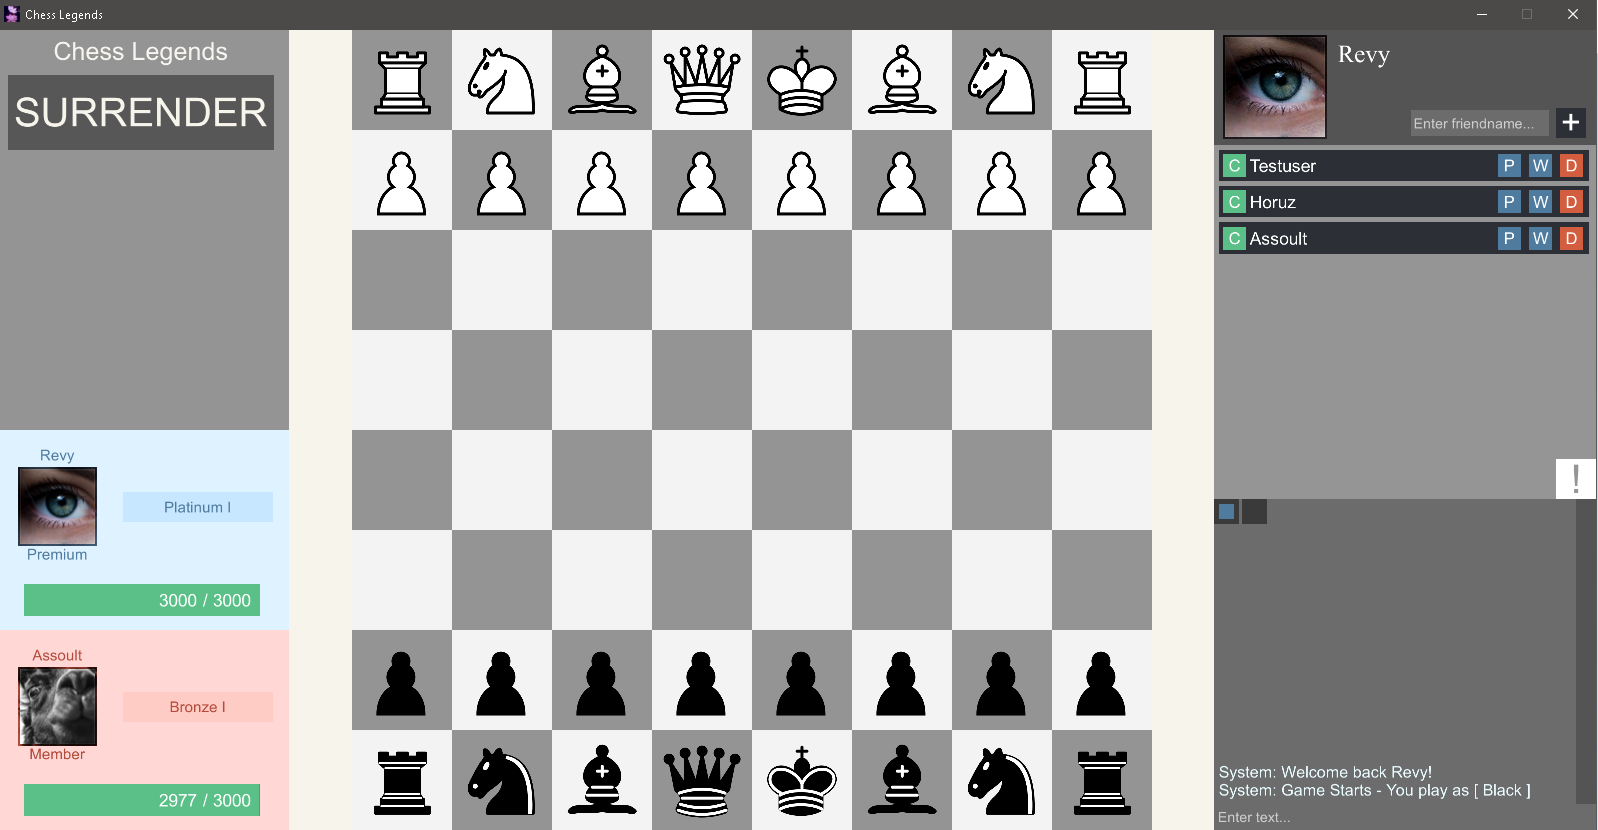 Chess Legends
Chess Legends
SURRENDER
Revy
Platinum I
Premium
3000 / 3000
Assoult
Bronze I
Member
2977 / 3000
Revy
Enter friendname...
+
C Testuser P W D
C Horuz P W D
C Assoult P W D
!
System: Welcome back Revy!
System: Game Starts - You play as [ Black ]
Enter text...